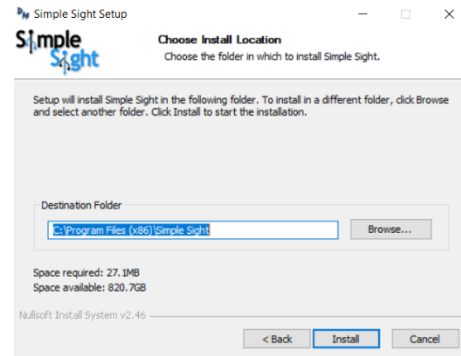 Simple Sight Setup
Simple
Sight
Choose Install Location
Choose the folder in which to install Simple Sight.
Setup will install Simple Sight in the following folder. To install in a different folder, click Browse
and select another folder. Click Install to start the installation.
Destination Folder
C:\Program Files (x86)\Simple Sight
Browse...
Space required: 27.1MB
Space available: 820.7GB
Nullsoft Install System v2.46
< Back Install Cancel